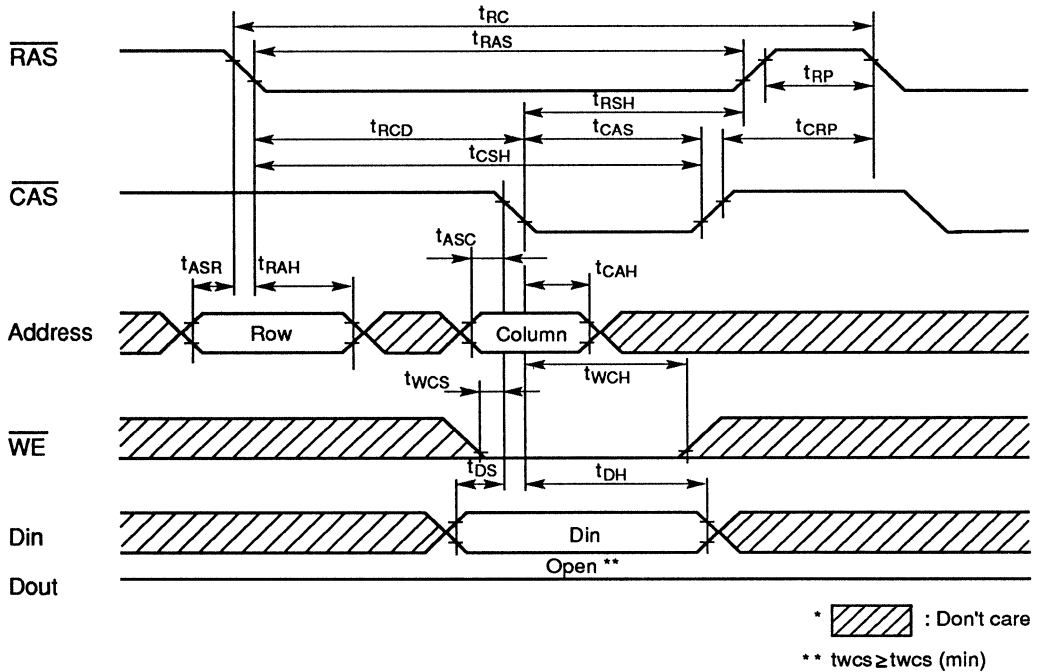 tRC
RAS
tRAS
tRP
tRSH
tRCD
tCAS
tCRP
tCSH
CAS
tASC
tASR
tRAH
tCAH
Address
Row
Column
tWCS
tWCH
WE
tDS
tDH
Din
Din
Open **
Dout
* : Don't care
** twcs≥twcs (min)